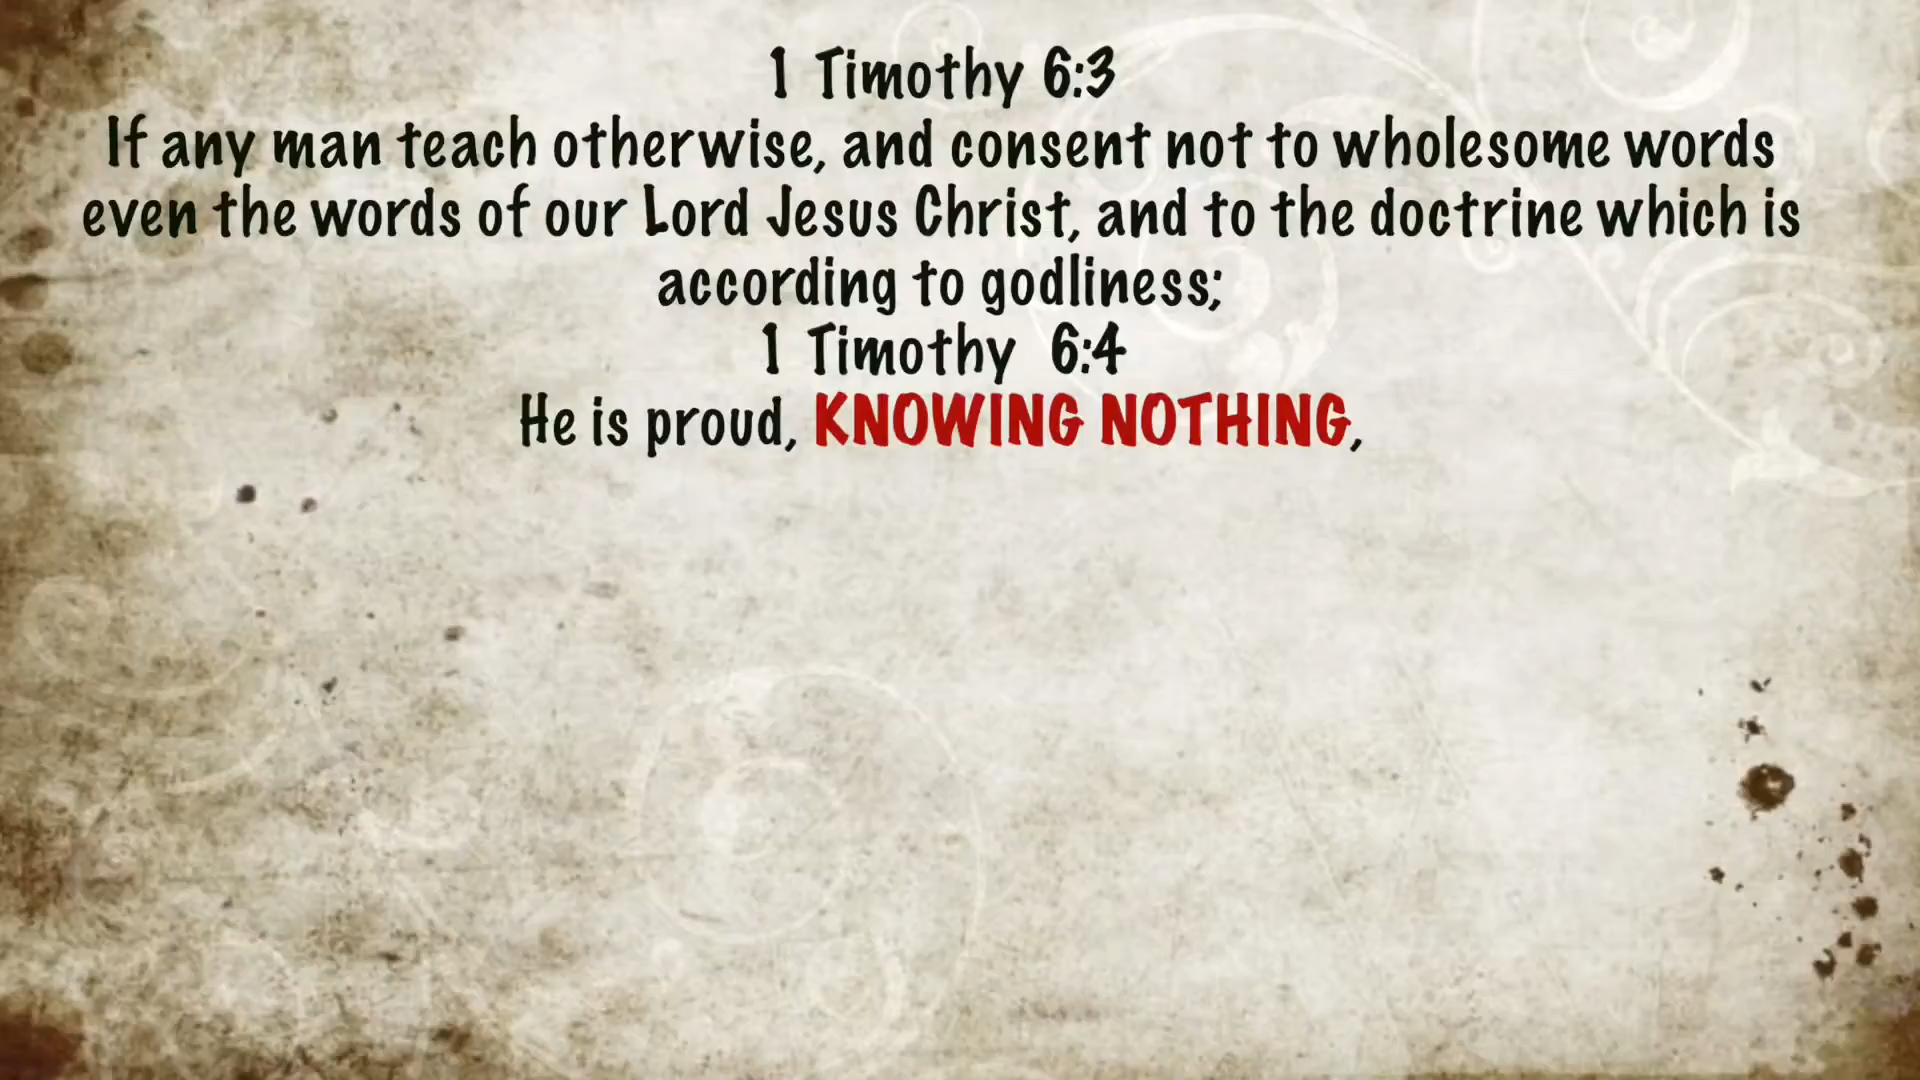 1 Timothy 6:3
If any man teach otherwise, and consent not to wholesome words
even the words of our Lord Jesus Christ, and to the doctrine which is
according to godliness;
1 Timothy 6:4
He is proud, KNOWING NOTHING,